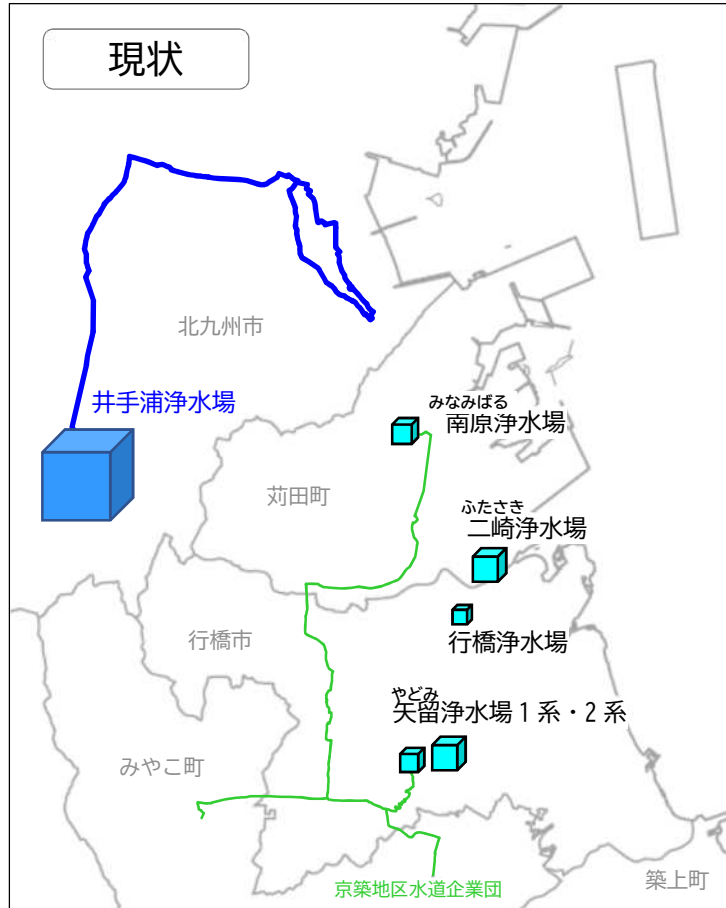 現状
北九州市
井手浦浄水場
みなみばる
南原浄水場
苅田町
ふたさき
二崎浄水場
行橋市
行橋浄水場
やどみ
矢留浄水場1系・2系
みやこ町
築上町
京築地区水道企業団